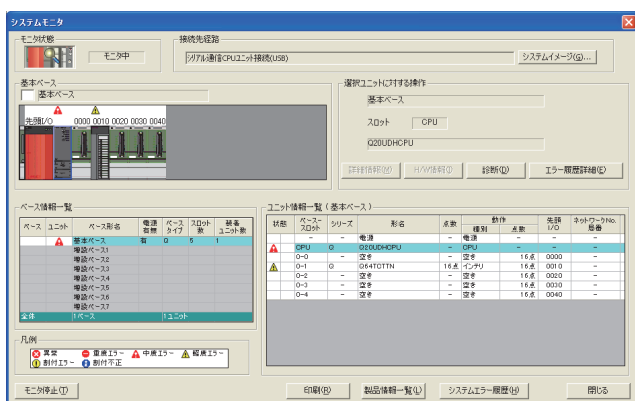 システムモニタ
モニタ状態
モニタ中
接続先経路
シリアル通信CPUユニット接続(USB)
システムイメージ(G)...
基本ベース
基本ベース
先頭I/O 0000 0010 0020 0030 0040
選択ユニットに対する操作
基本ベース
スロット CPU
Q20UDHCPU
詳細情報(M) H/W情報(I) 診断(D) エラー履歴詳細(E)
ベース情報一覧
ベース ユニット ベース形名 電源有無 ベースタイプ スロット数 装着ユニット数
基本ベース 有 Q 5 1
増設ベース1
増設ベース2
増設ベース3
増設ベース4
増設ベース5
増設ベース6
増設ベース7
全体 1ベース 1ユニット
ユニット情報一覧(基本ベース)
状態 ベース-スロット シリーズ 形名 点数 動作 種別 点数 先頭I/O ネットワークNo. 局番
- - 電源 - 電源 - - -
CPU Q Q20UDHCPU - CPU - - -
0-0 - 空き - 空き 16点 0000 -
0-1 Q Q64TCTTN 16点 インテリ 16点 0010 -
0-2 - 空き - 空き 16点 0020 -
0-3 - 空き - 空き 16点 0030 -
0-4 - 空き - 空き 16点 0040 -
凡例
異常 重度エラー 中度エラー 軽度エラー
割付エラー 割付不正
モニタ停止(T) 印刷(R) 製品情報一覧(L) システムエラー履歴(H) 閉じる